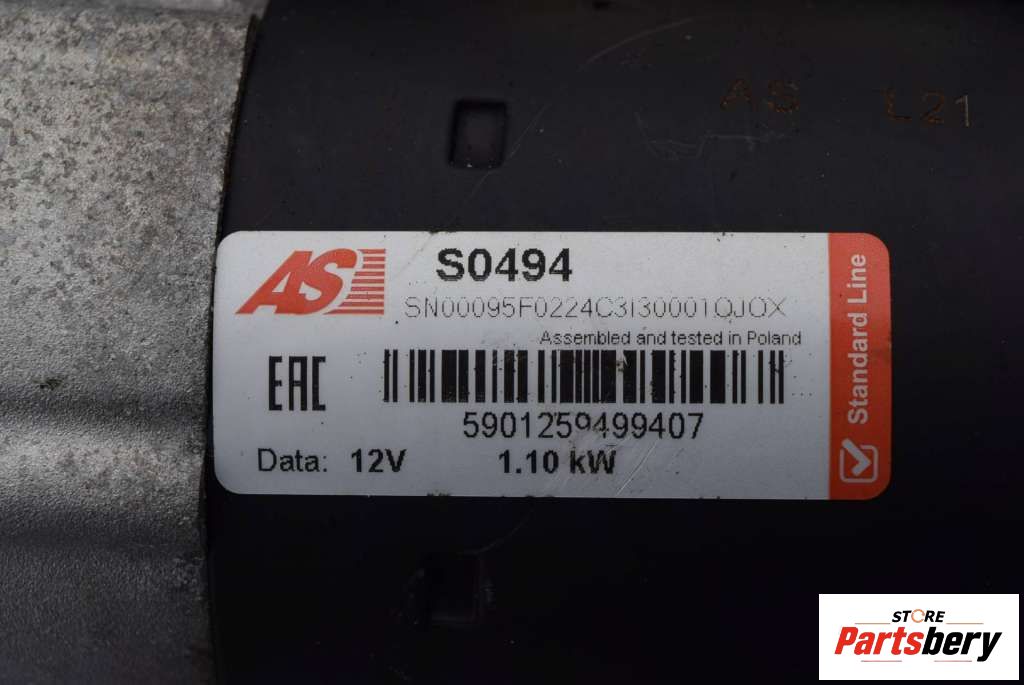 AS L21
AS
S0494
SN00095F0224C3I30001QJQX
Assembled and tested in Poland
EAC
5901259499407
Data: 12V 1.10 kW
Standard Line
STORE
Partsbery